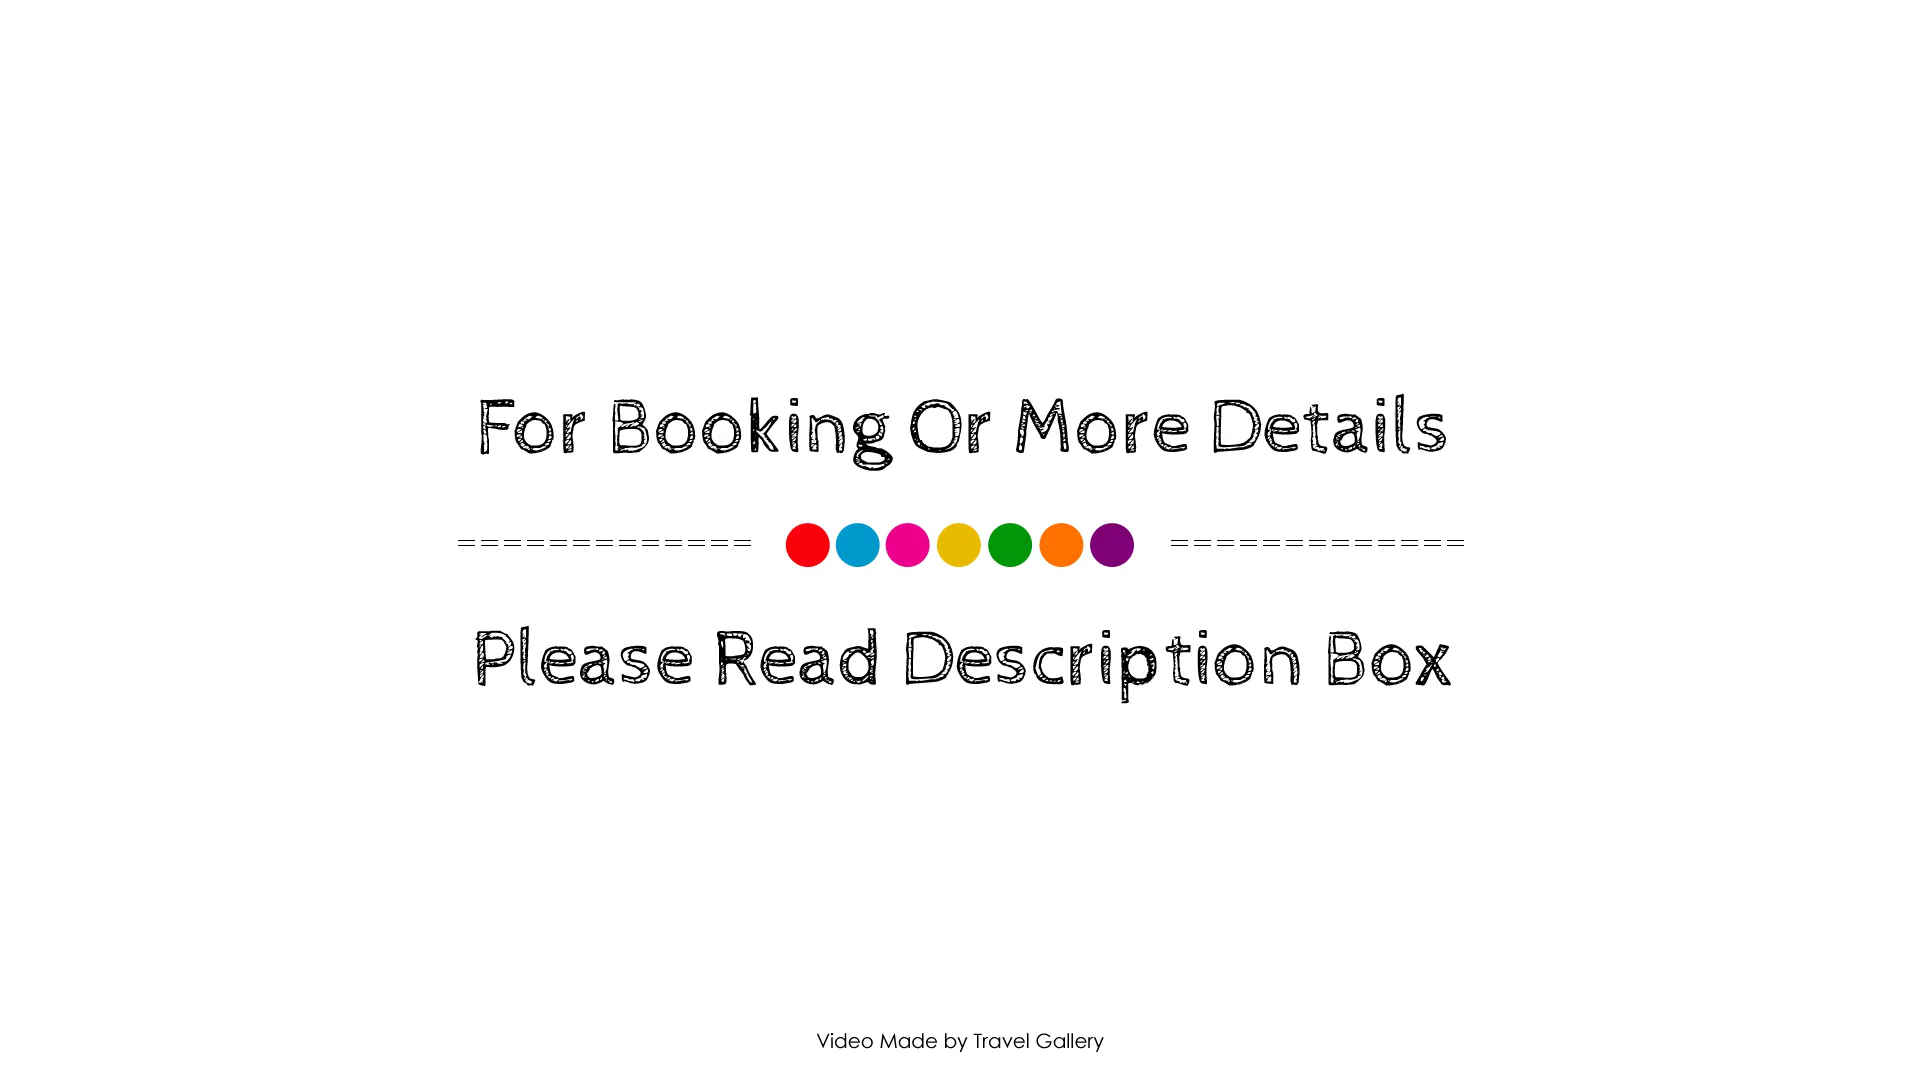 For Booking Or More Details
============= =============
Please Read Description Box
Video Made by Travel Gallery